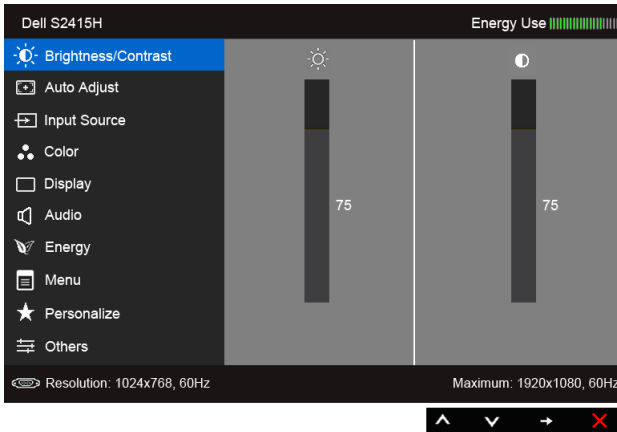 Dell S2415H Energy Use
Brightness/Contrast
Auto Adjust
Input Source
Color
Display
Audio
75 75
Energy
Menu
Personalize
Others
Resolution: 1024x768, 60Hz Maximum: 1920x1080, 60Hz